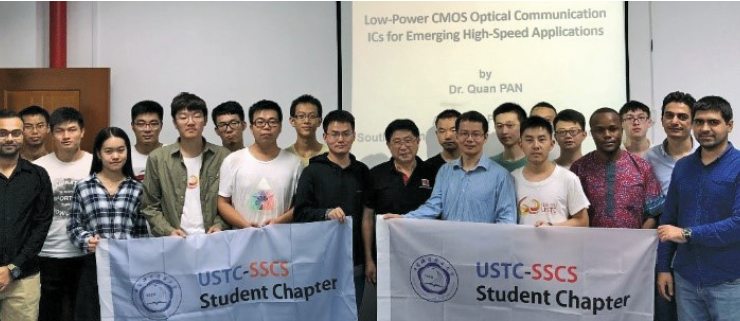 Low-Power CMOS Optical Communication
ICs for Emerging High-Speed Applications
by
Dr. Quan PAN
South
USTC-SSCS
Student Chapter
USTC-SSCS
Student Chapter